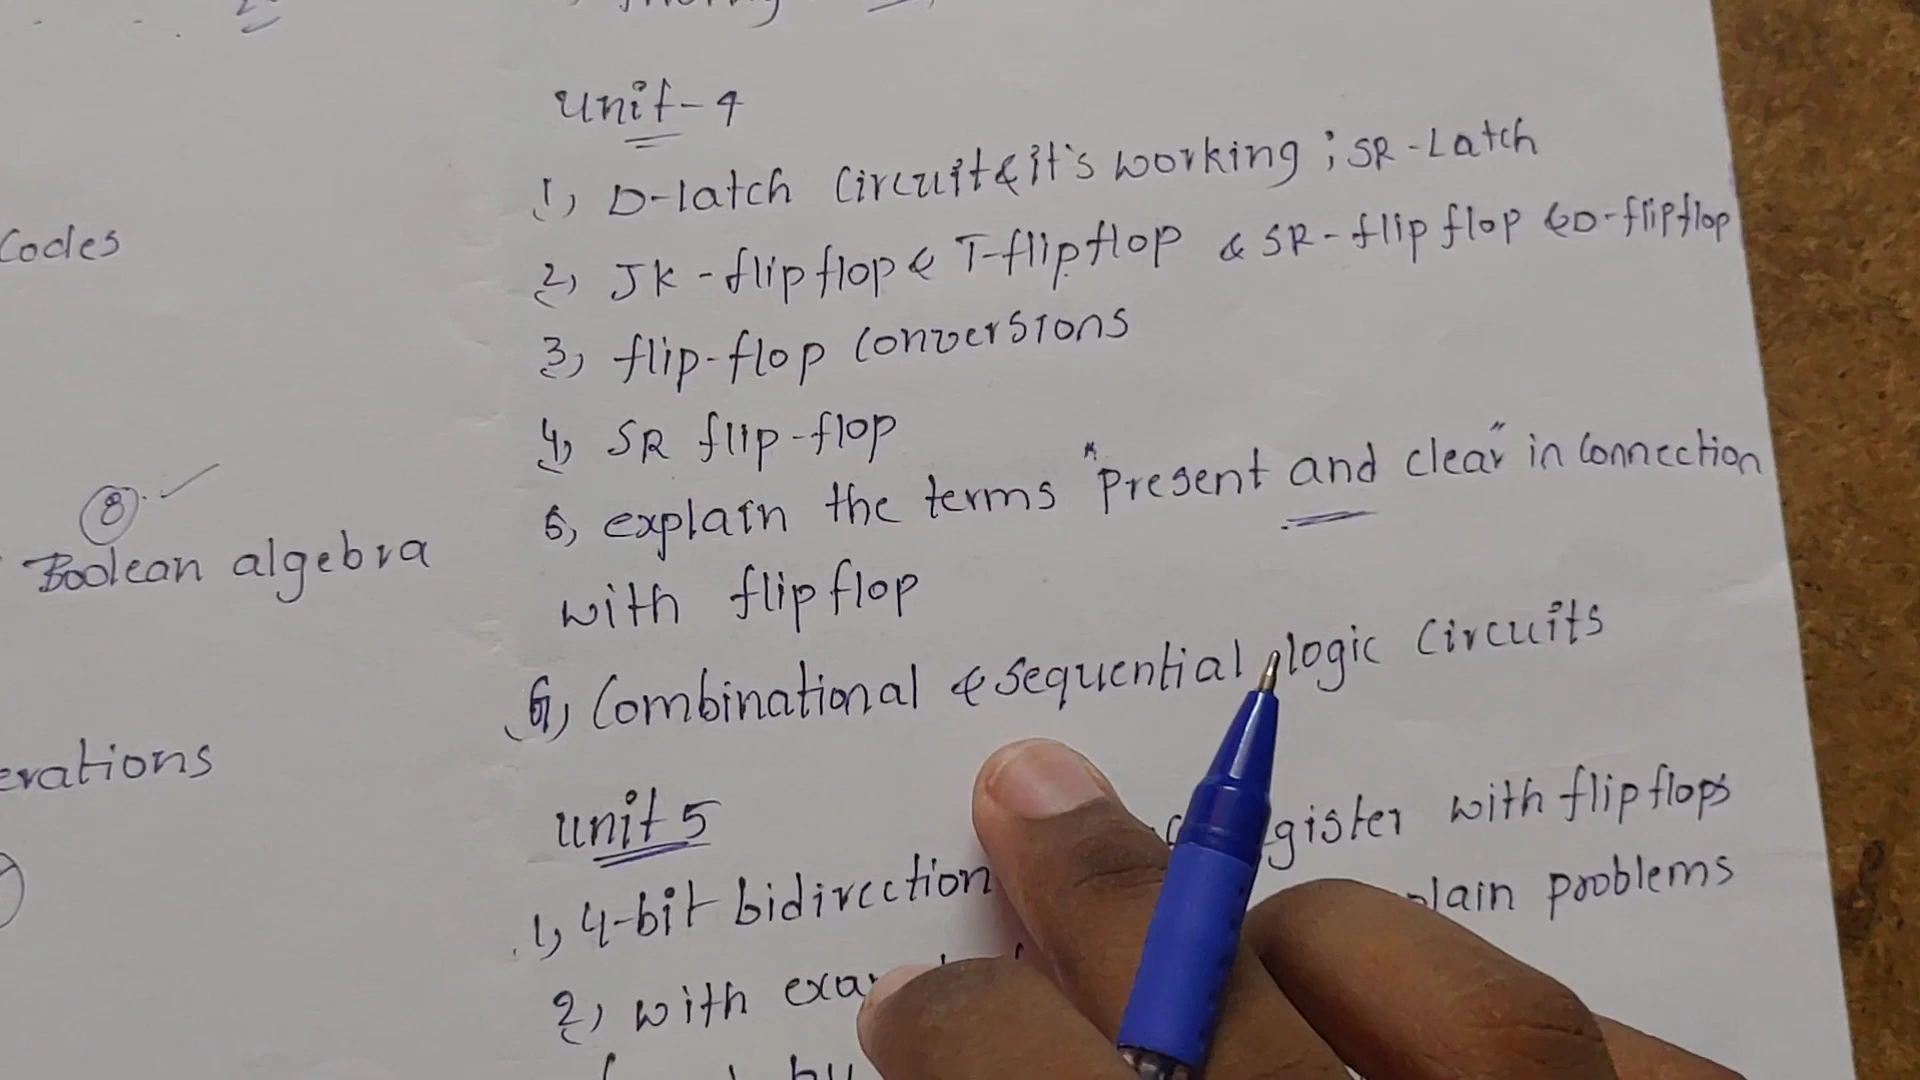 Unit-4
1) D-latch Circuit & it's working ; SR-Latch
2) JK-flipflop & T-flipflop & SR-flipflop & D-flipflop
3) flip-flop conversions
4) SR flip-flop
5) explain the terms "present and clear" in connection
with flipflop
6) Combinational & sequential logic circuits
Unit 5
1) 4-bit bidirection gister with flipflops
2) with exa lain problems
by
Codes
8
Boolean algebra
erations